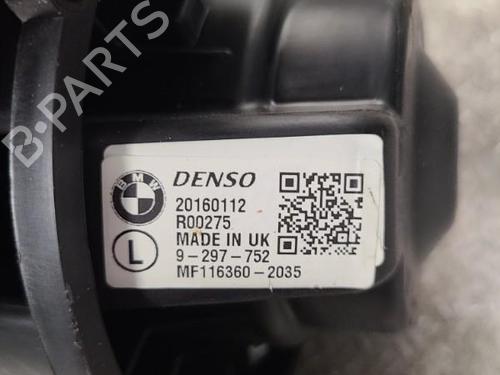 B-PARTS
BMW
DENSO
20160112
R00275
L
MADE IN UK
9-297-752
MF116360-2035